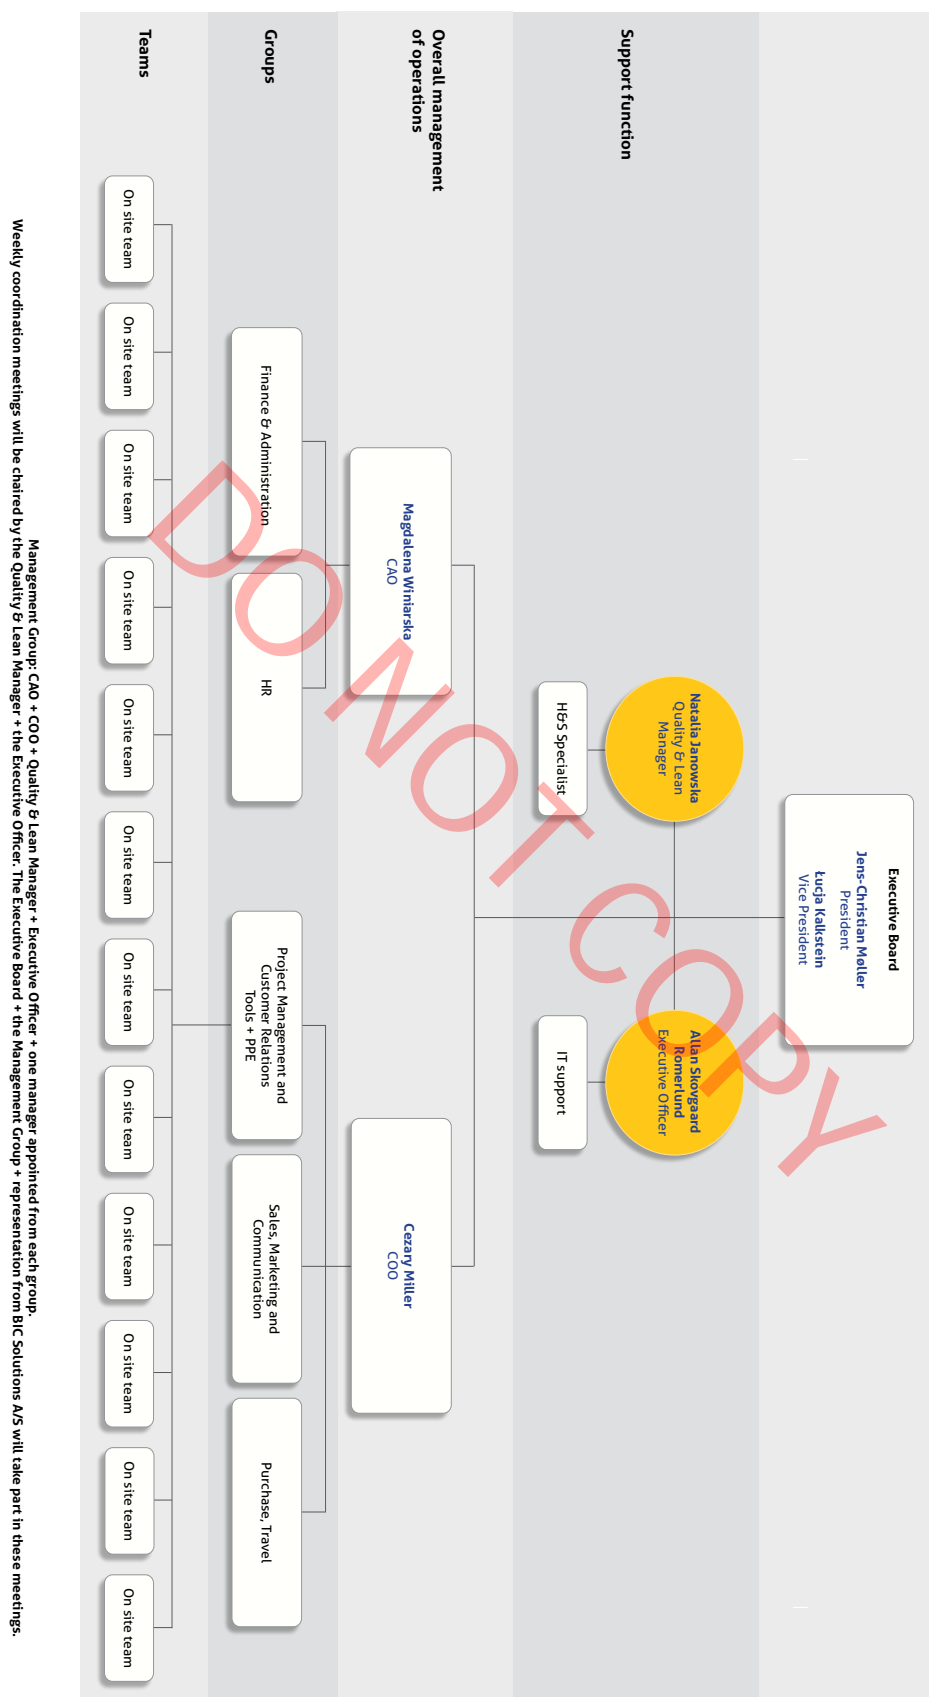 Executive Board
Jens-Christian Møller
President
Łucja Kalkstein
Vice President
Support function
Natalia Janowska
Quality & Lean
Manager
Allan Skovgaard
Romerlund
Executive Officer
H&S Specialist
IT support
Overall management
of operations
Magdalena Winiarska
CAO
Cezary Miller
COO
Groups
Finance & Administration
HR
Project Management and
Customer Relations
Tools + PPE
Sales, Marketing and
Communication
Purchase, Travel
Teams
On site team
On site team
On site team
On site team
On site team
On site team
On site team
On site team
On site team
On site team
On site team
On site team
Management Group: CAO + COO + Quality & Lean Manager + Executive Officer + one manager appointed from each group.
Weekly coordination meetings will be chaired by the Quality & Lean Manager + the Executive Officer. The Executive Board + the Management Group + representation from BIC Solutions A/S will take part in these meetings.
DO NOT COPY